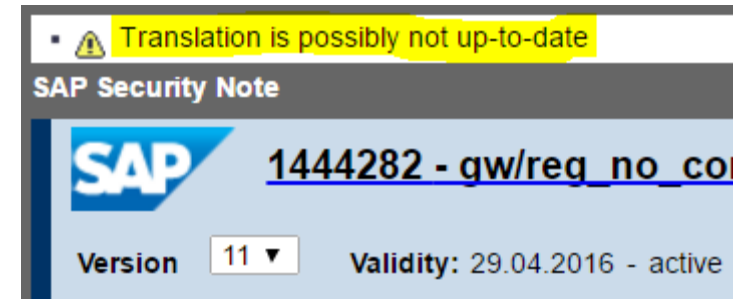 Translation is possibly not up-to-date
SAP Security Note
SAP
1444282 - gw/reg_no_
Version 11 Validity: 29.04.2016 - active